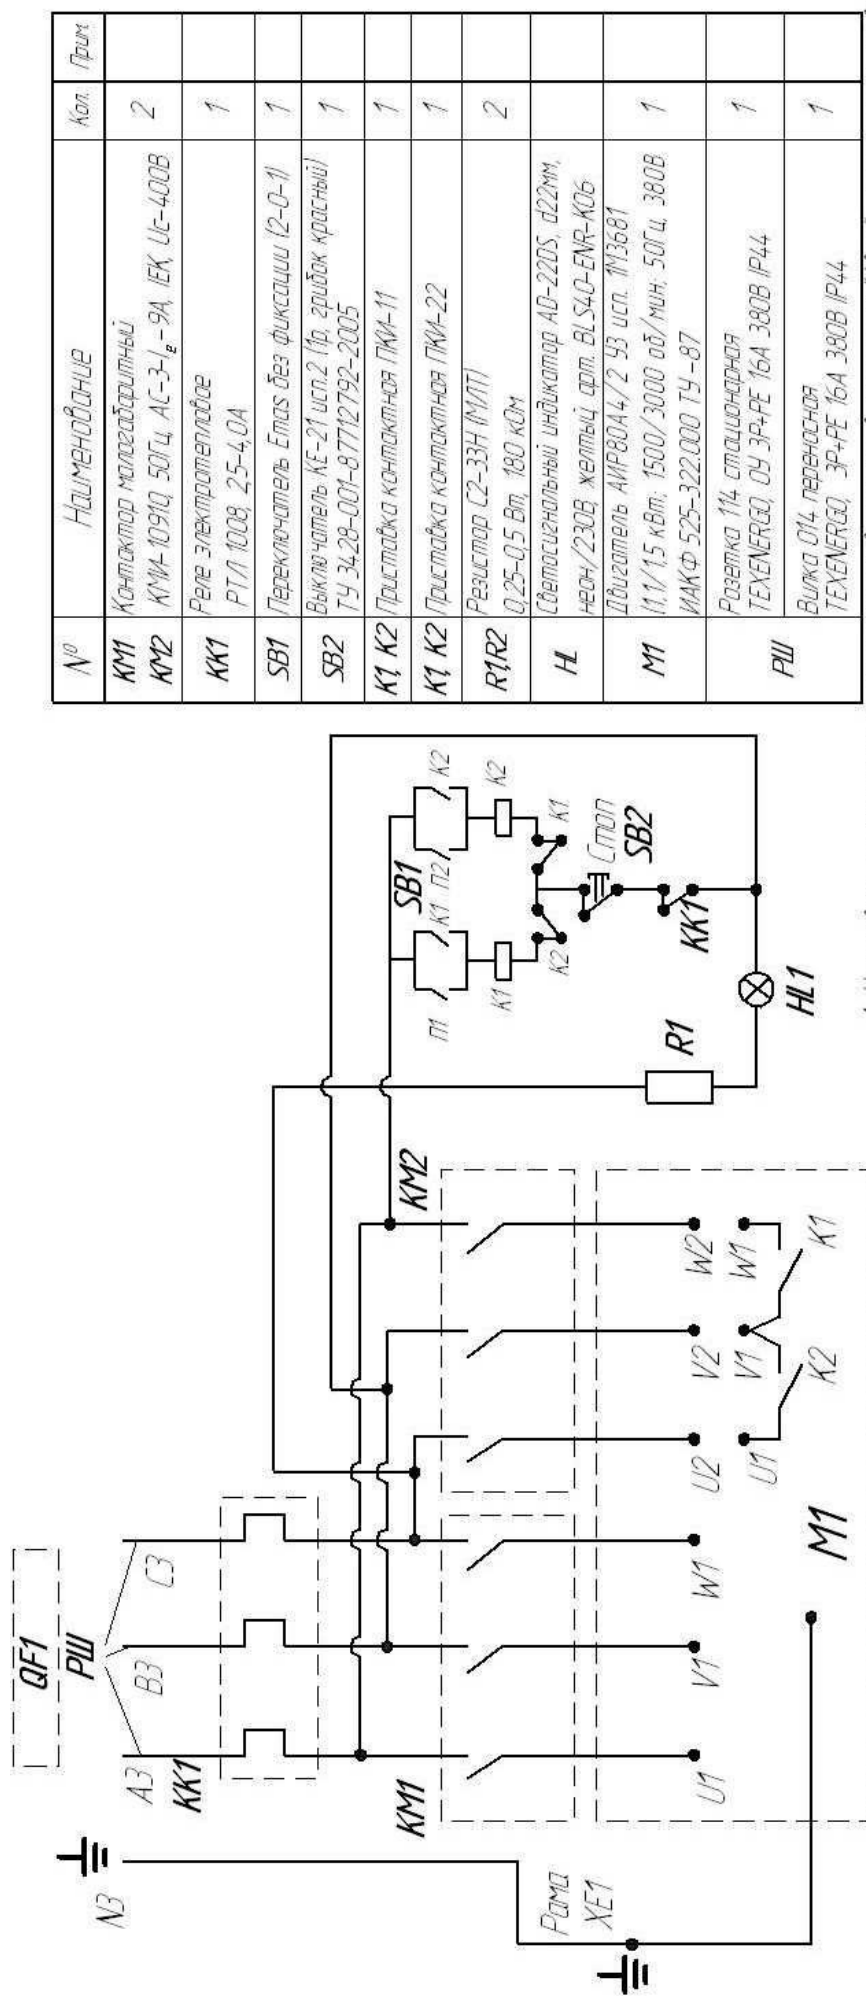 QF1
РШ
N3
A3
B3
C3
KK1
KM1
KM2
Рама
XE1
U1
V1
W1
U2
V2
W2
U1
V1
W1
K2
K1
M1
SB1
П1
K1
П2
K2
K1
K2
K2
K1
Стоп
SB2
KK1
R1
HL1
№ Наименование Кол. Прим
KM1 Контактор малогабаритный
KM2 КМИ-10910, 50Гц, АС-3-Ie - 9А, IEK, Uc-400В 2
KK1 Реле электротепловое 1
РТЛ 1008, 2,5-4,0А
SB1 Переключатель Emas без фиксации (2-0-1) 1
SB2 Выключатель КЕ-21 исп.2 (1р, грибок красный) 1
ТУ 3428-001-87712792-2005
K1, K2 Приставка контактная ПКИ-11 1
K1, K2 Приставка контактная ПКИ-22 1
R1,R2 Резистор С2-33Н (МЛТ) 2
0,25-0,5 Вт, 180 кОм
HL Светосигнальный индикатор AD-22DS, d22мм,
неон/230В, желтый, арт. BLS40-ENR-K06
M1 Двигатель АИР80А4/2 У3 исп. 1М3681 1
(1,1/1,5 кВт; 1500/3000 об/мин; 50Гц, 380В
ИАКФ 525-322.000 ТУ-87
РШ Розетка 114 стационарная 1
TEXENERGO, ОУ 3Р+РЕ 16А 380В IP44
Вилка 014 переносная 1
TEXENERGO, 3Р+РЕ 16А 380В IP44